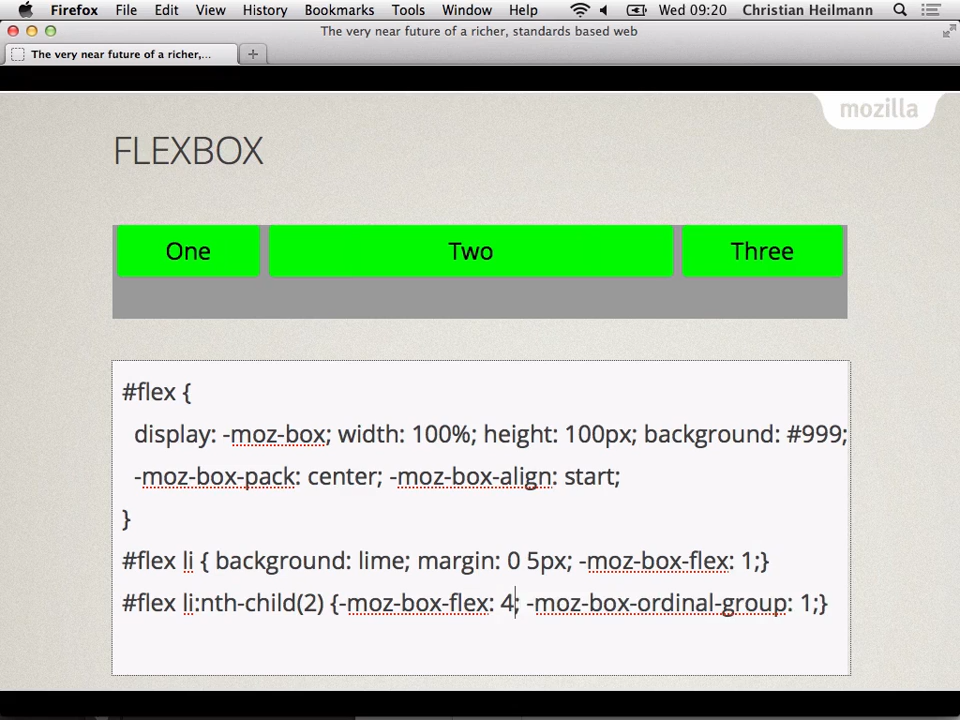 Firefox File Edit View History Bookmarks Tools Window Help Wed 09:20 Christian Heilmann
The very near future of a richer, standards based web
The very near future of a richer,...
mozilla
FLEXBOX
One Two Three
#flex {
display: -moz-box; width: 100%; height: 100px; background: #999;
-moz-box-pack: center; -moz-box-align: start;
}
#flex li { background: lime; margin: 0 5px; -moz-box-flex: 1;}
#flex li:nth-child(2) {-moz-box-flex: 4; -moz-box-ordinal-group: 1;}